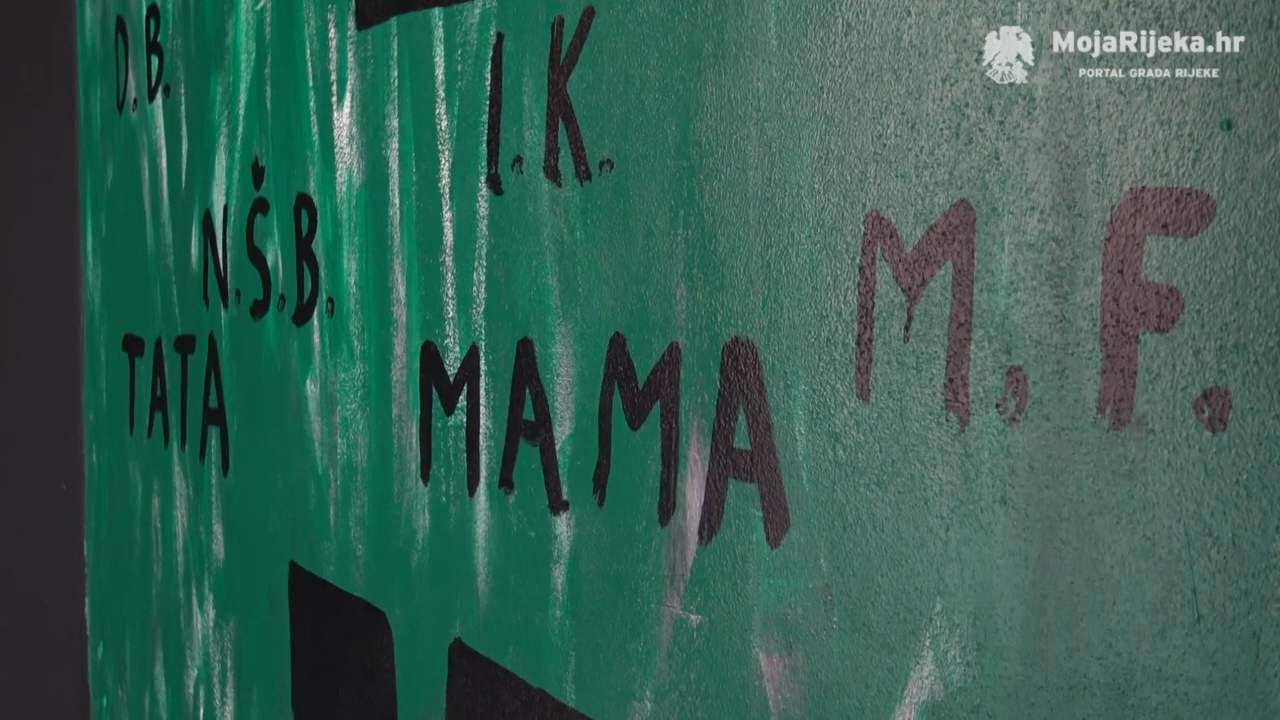 D.B.
I.K.
MojaRijeka.hr
PORTAL GRADA RIJEKE
N.Š.B.
M.F.
TATA
MAMA